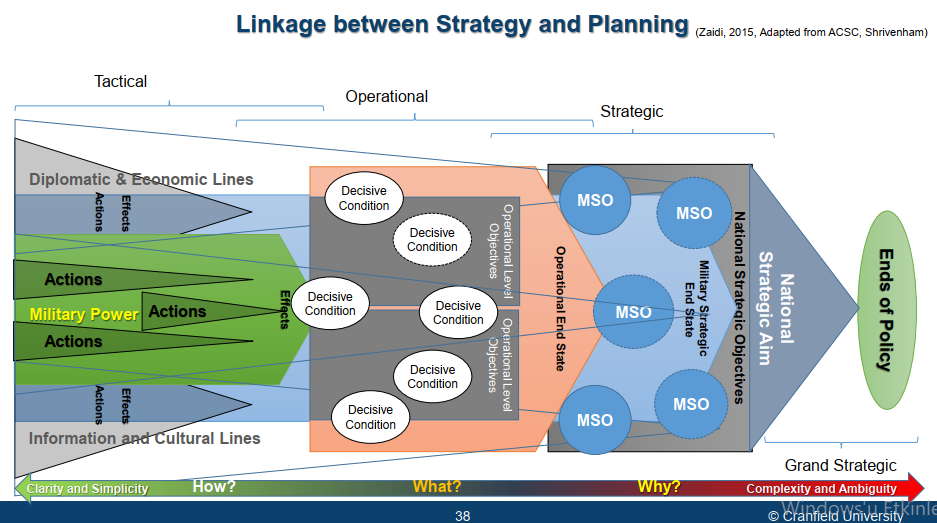 Linkage between Strategy and Planning (Zaidi, 2015, Adapted from ACSC, Shrivenham)
Tactical
Operational
Strategic
Diplomatic & Economic Lines
Actions
Effects
Actions
Military Power
Actions
Actions
Effects
Actions
Effects
Information and Cultural Lines
Decisive
Condition
Decisive
Condition
Decisive
Condition
Decisive
Condition
Decisive
Condition
Decisive
Condition
Operational Level
Objectives
Operational Level
Objectives
Operational End State
MSO
MSO
MSO
MSO
MSO
Military Strategic
End State
National Strategic Objectives
National
Strategic Aim
Ends of Policy
Grand Strategic
Clarity and Simplicity
How?
What?
Why?
Complexity and Ambiguity
Windows'u Etkinle
38
© Cranfield University